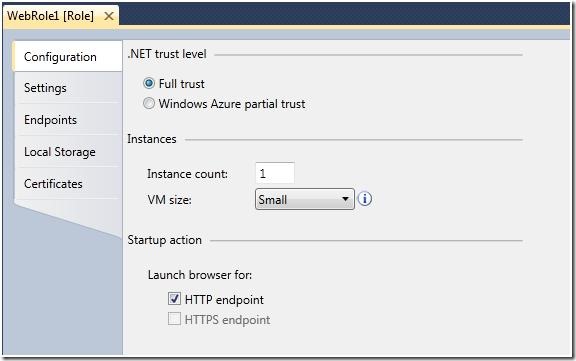 WebRole1 [Role]
Configuration
Settings
Endpoints
Local Storage
Certificates
.NET trust level
Full trust
Windows Azure partial trust
Instances
Instance count: 1
VM size: Small
Startup action
Launch browser for:
HTTP endpoint
HTTPS endpoint